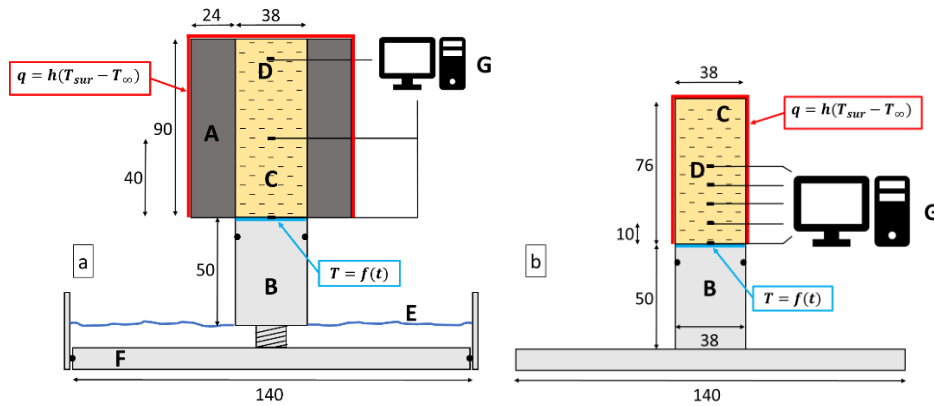 24
38
q = h(T_sur − T_∞)
90
A
D
G
40
C
50
a
T = f(t)
B
E
F
140
38
C
q = h(T_sur − T_∞)
76
D
G
10
b
T = f(t)
50
B
38
140